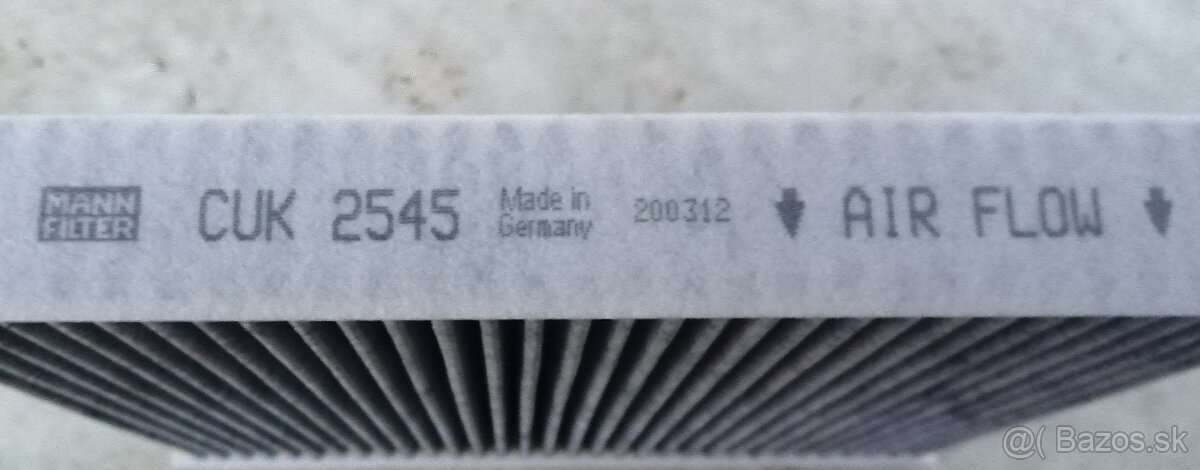 MANN FILTER CUK 2545 Made in Germany 200312 AIR FLOW
@( Bazos.sk